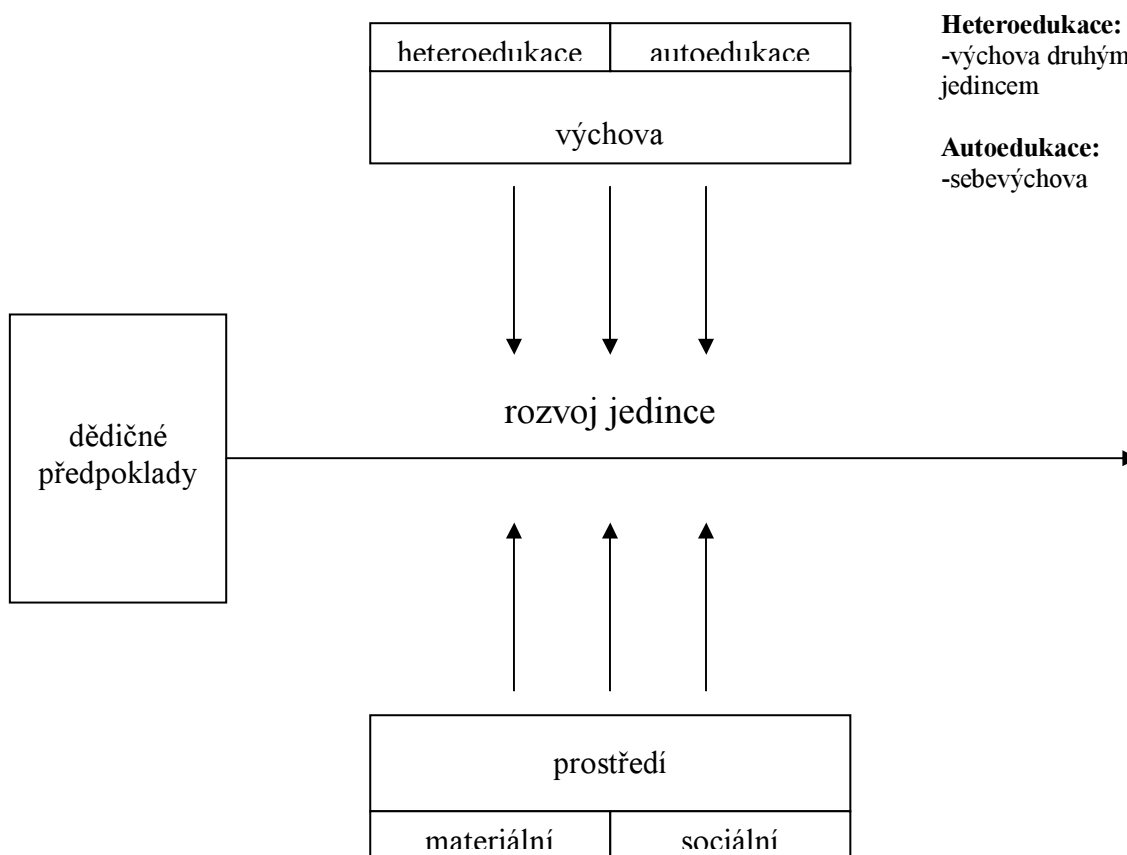 heteroedukace autoedukace
výchova
Heteroedukace:
-výchova druhým
jedincem
Autoedukace:
-sebevýchova
rozvoj jedince
dědičné
předpoklady
prostředí
materiální sociální